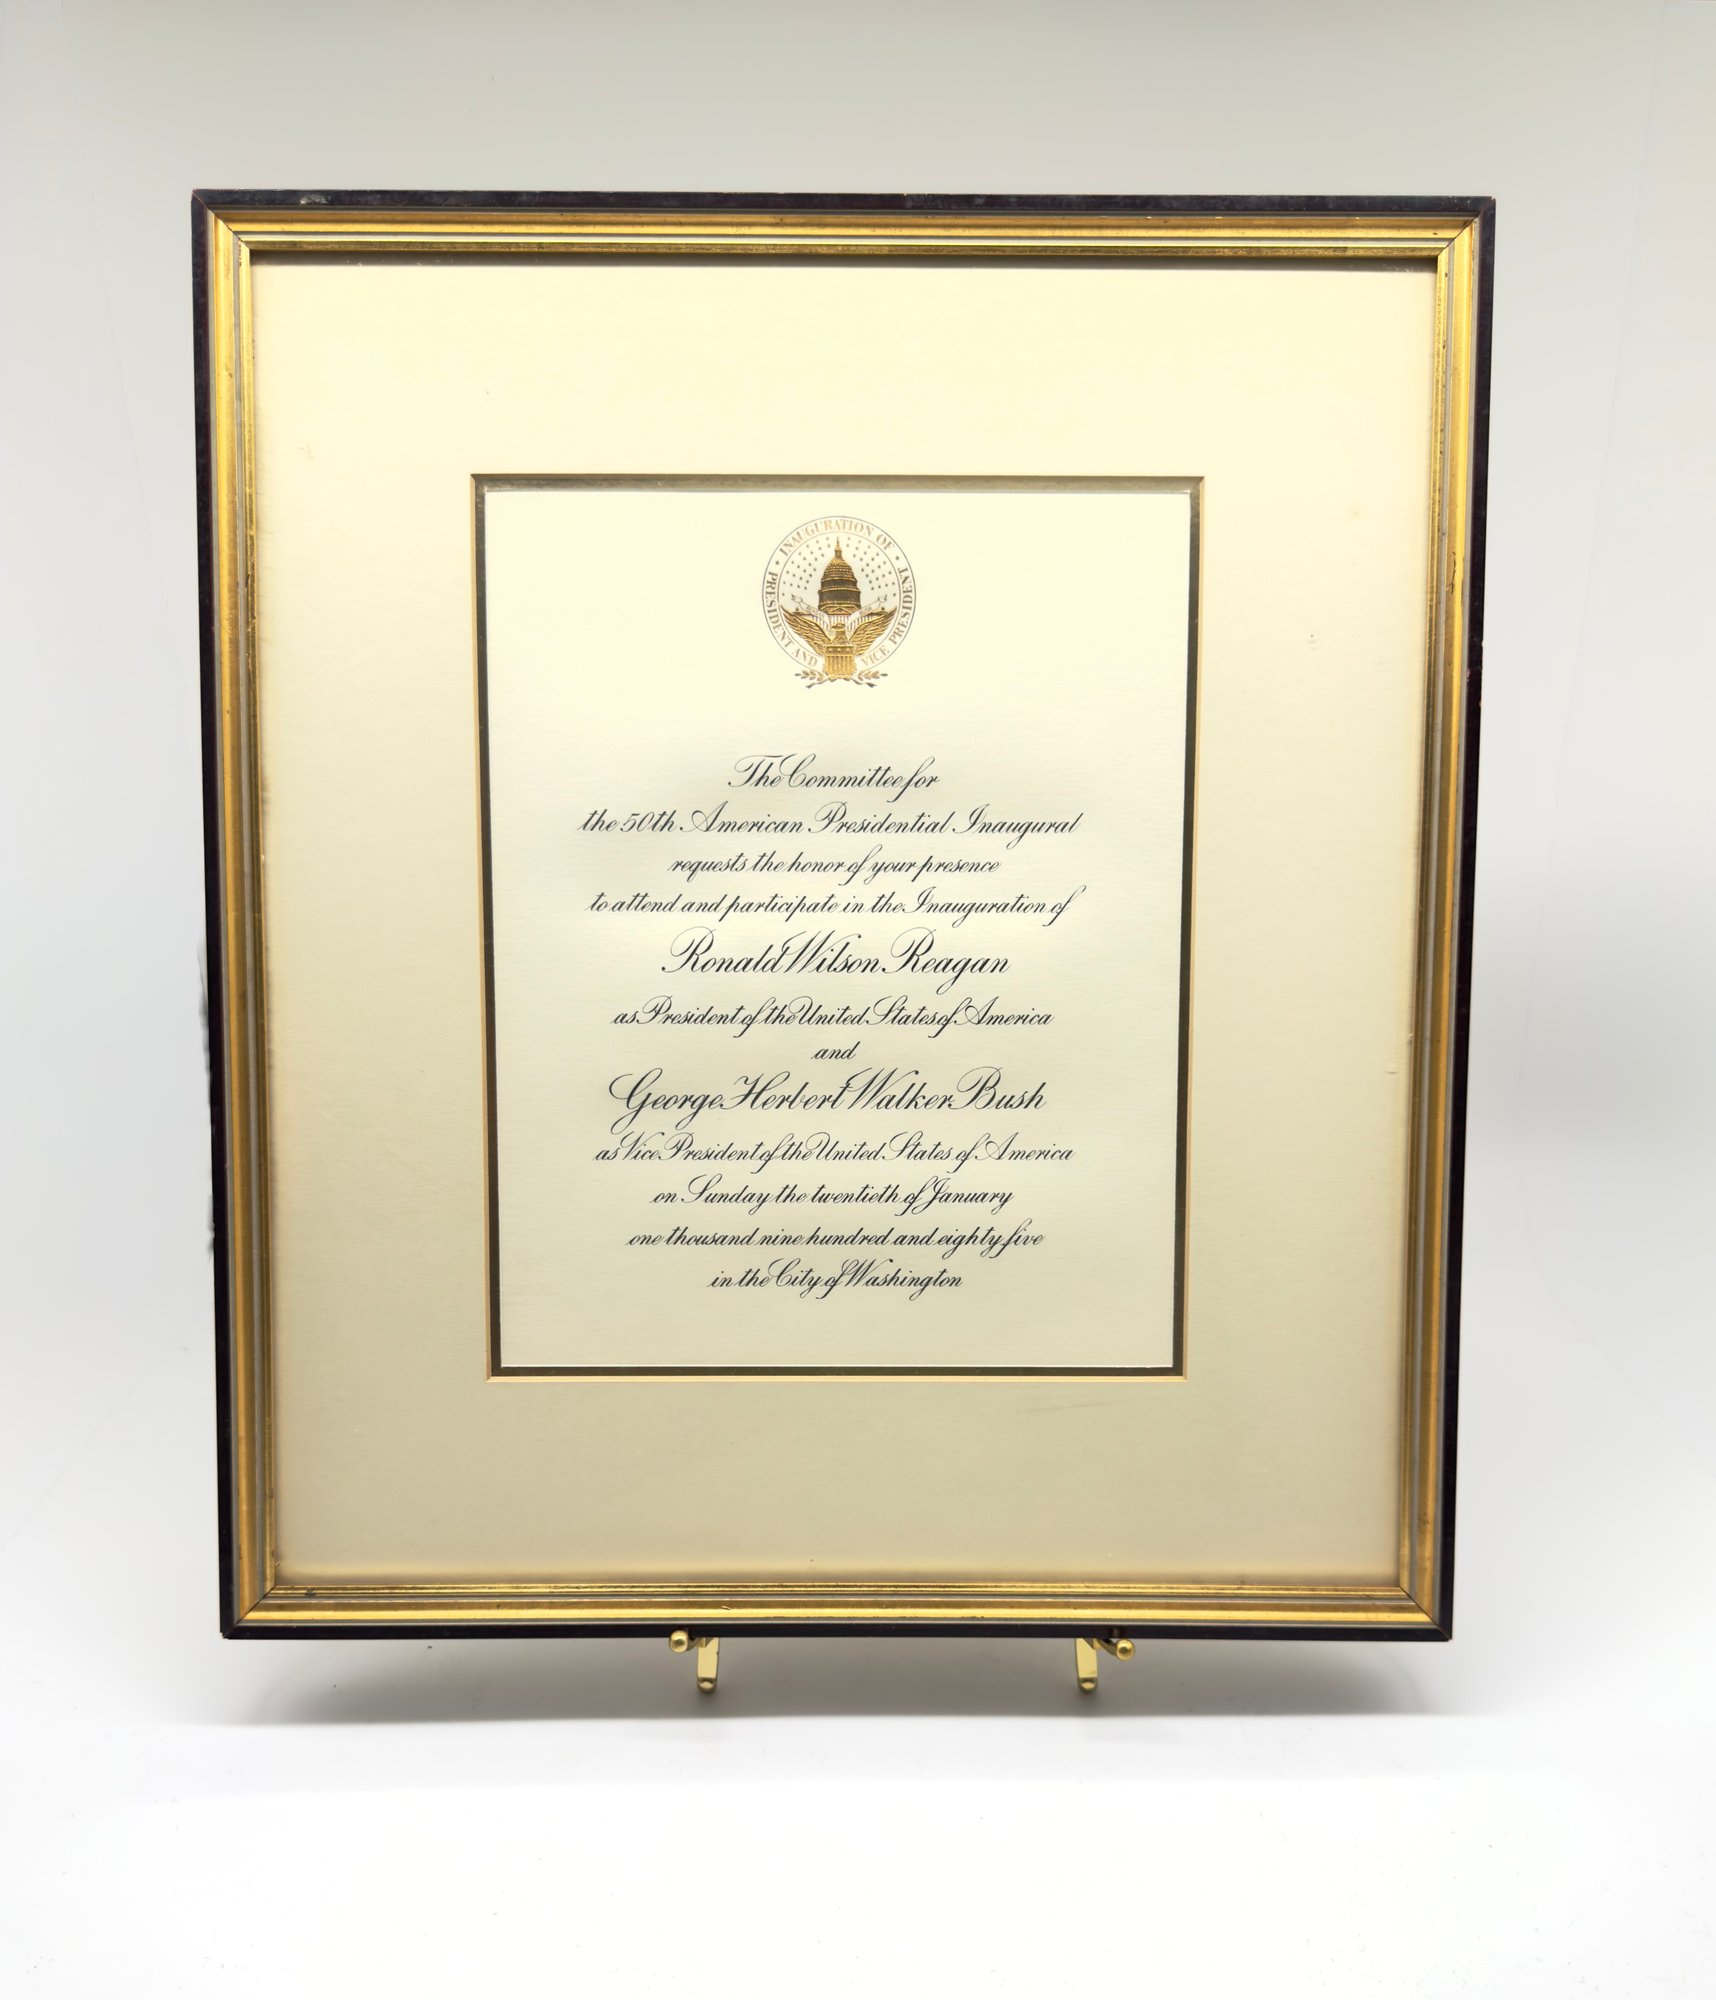 INAUGURATION OF
PRESIDENT AND VICE PRESIDENT
The Committee for
the 50th American Presidential Inaugural
requests the honor of your presence
to attend and participate in the Inauguration of
Ronald Wilson Reagan
as President of the United States of America
and
George Herbert Walker Bush
as Vice President of the United States of America
on Sunday the twentieth of January
one thousand nine hundred and eighty five
in the City of Washington